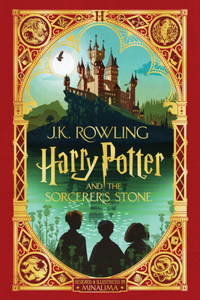 J.K. ROWLING
Harry Potter
AND THE
SORCERER'S STONE
DESIGNED & ILLUSTRATED BY
MINALIMA